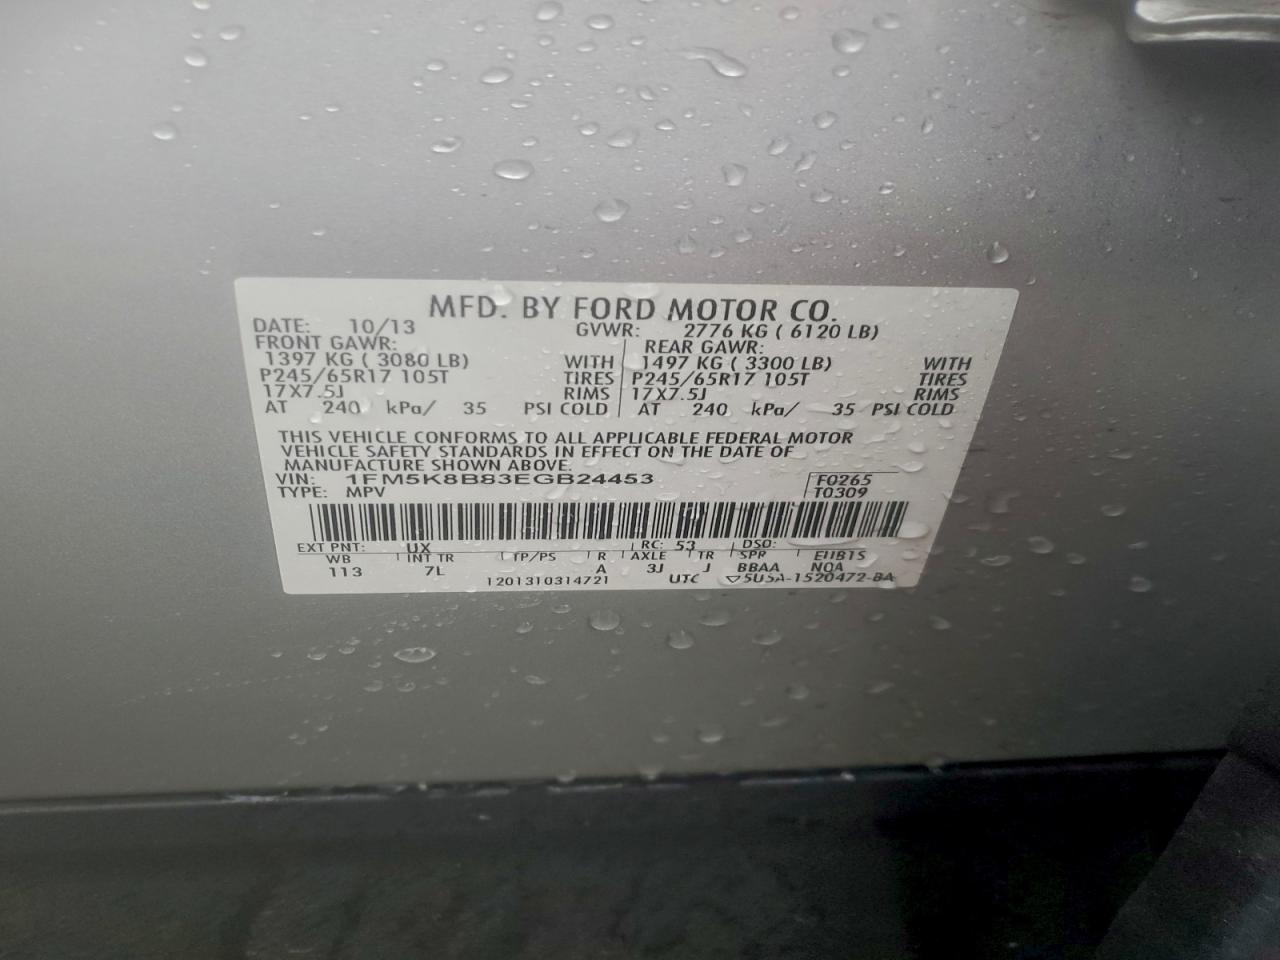 MFD. BY FORD MOTOR CO.
DATE: 10/13 GVWR: 2776 KG ( 6120 LB)
FRONT GAWR: REAR GAWR:
1397 KG ( 3080 LB) WITH 1497 KG ( 3300 LB) WITH
P245/65R17 105T TIRES P245/65R17 105T TIRES
17X7.5J RIMS 17X7.5J RIMS
AT 240 kPa/ 35 PSI COLD AT 240 kPa/ 35 PSI COLD
THIS VEHICLE CONFORMS TO ALL APPLICABLE FEDERAL MOTOR
VEHICLE SAFETY STANDARDS IN EFFECT ON THE DATE OF
MANUFACTURE SHOWN ABOVE.
VIN: 1FM5K8B83EGB24453 F0265
TYPE: MPV T0309
EXT PNT: UX RC: 53 DSO:
WB INT TR TP/PS R AXLE TR SPR
113 7L A 3J J BBAA NQA
1201310314721 UTC ▽5U5A-1520472-BA